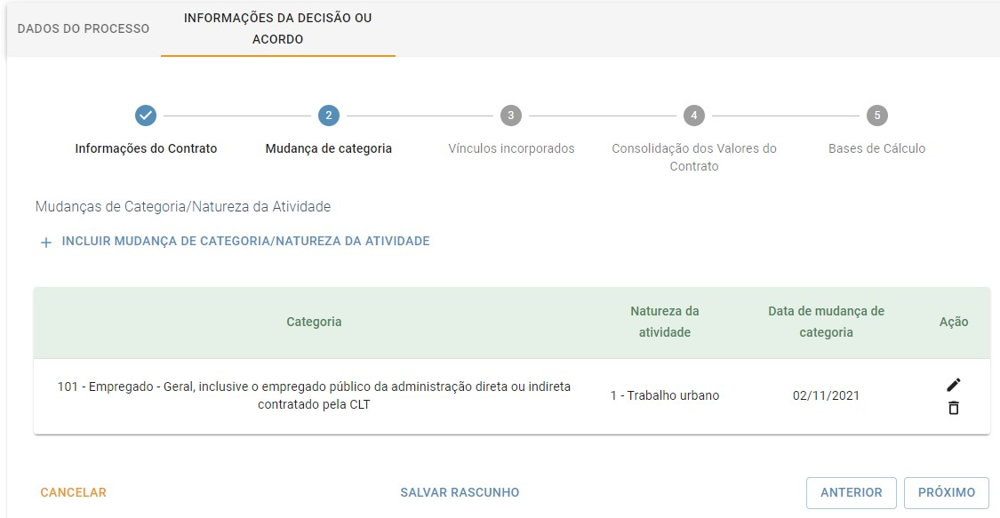 DADOS DO PROCESSO
INFORMAÇÕES DA DECISÃO OU
ACORDO
2
3
4
5
Informações do Contrato
Mudança de categoria
Vínculos incorporados
Consolidação dos Valores do
Contrato
Bases de Cálculo
Mudanças de Categoria/Natureza da Atividade
+ INCLUIR MUDANÇA DE CATEGORIA/NATUREZA DA ATIVIDADE
Categoria
Natureza da
atividade
Data de mudança de
categoria
Ação
101 - Empregado - Geral, inclusive o empregado público da administração direta ou indireta
contratado pela CLT
1 - Trabalho urbano
02/11/2021
CANCELAR
SALVAR RASCUNHO
ANTERIOR
PRÓXIMO